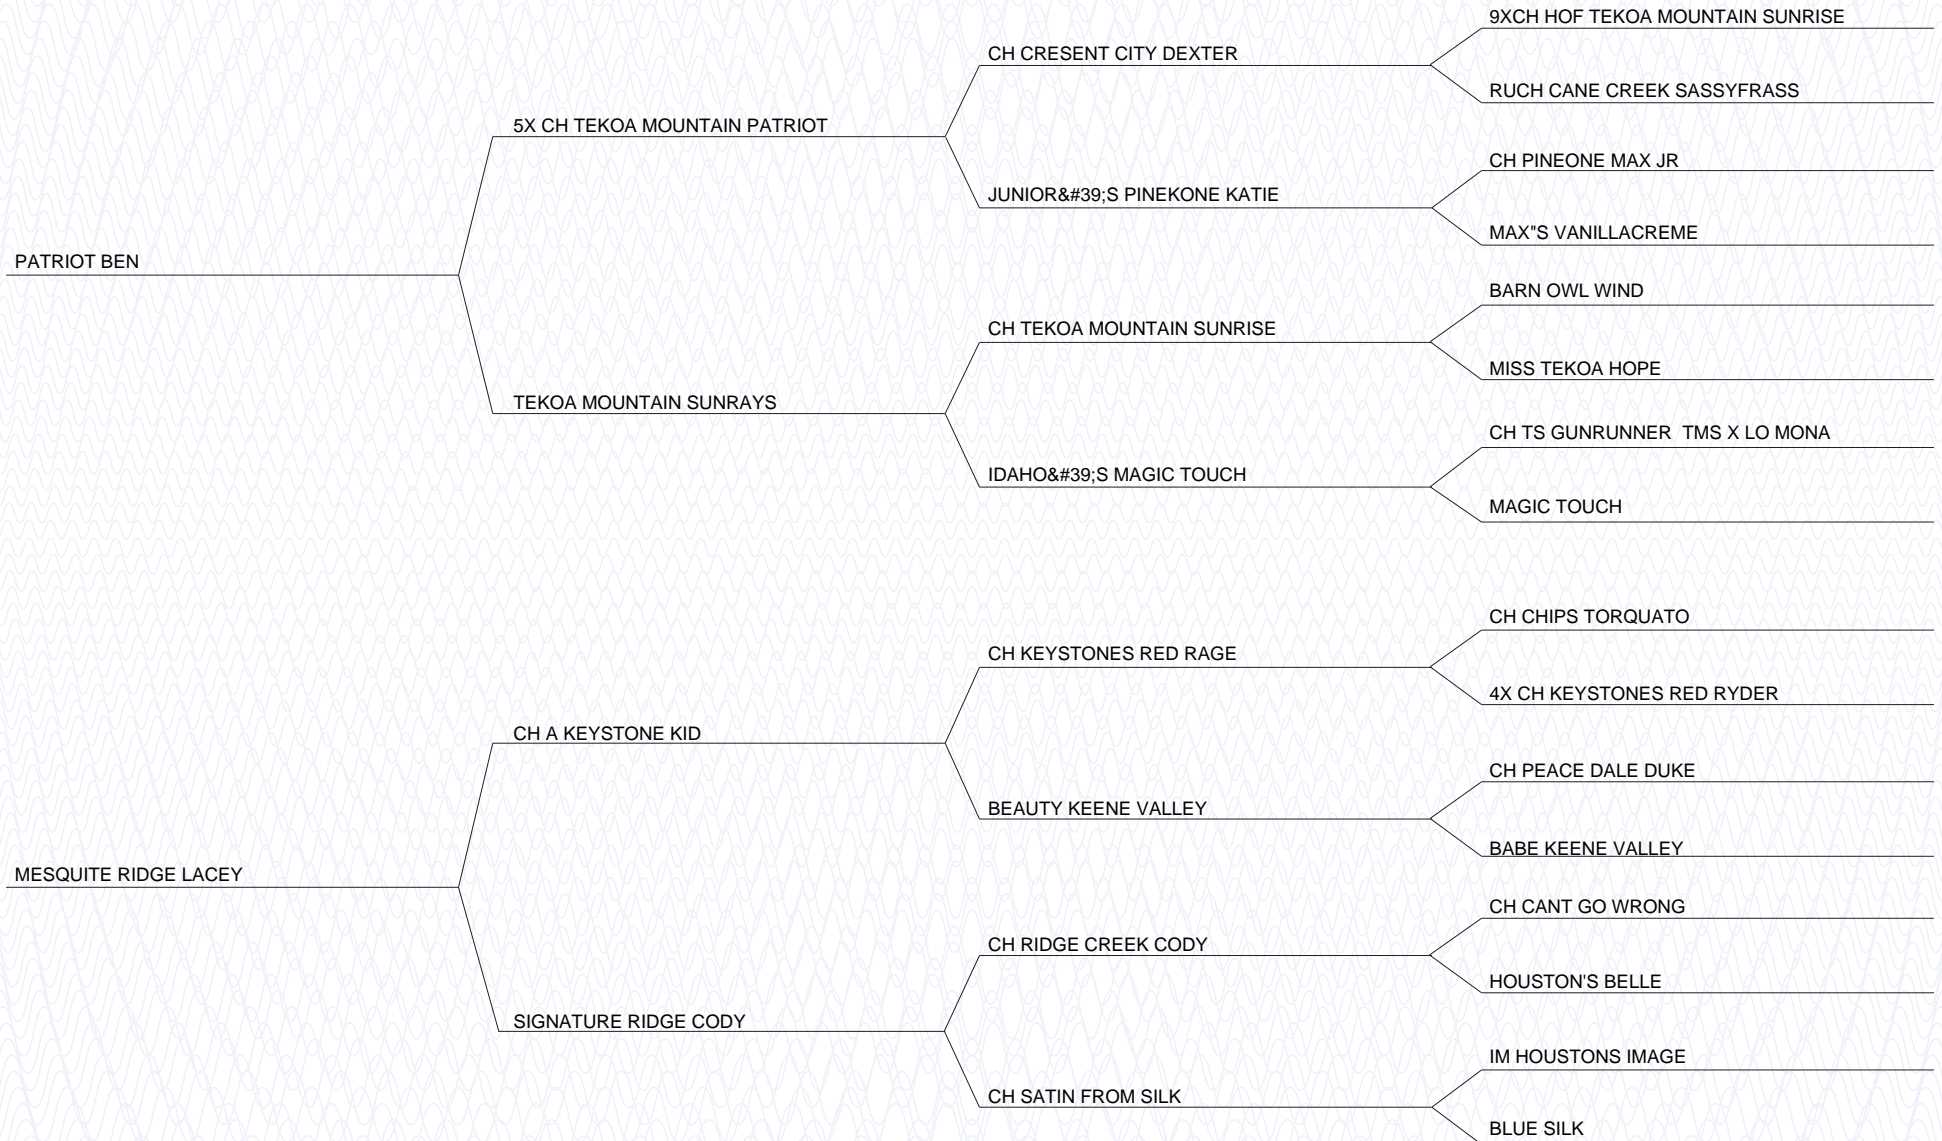 9XCH HOF TEKOA MOUNTAIN SUNRISE
CH CRESENT CITY DEXTER
RUCH CANE CREEK SASSYFRASS
5X CH TEKOA MOUNTAIN PATRIOT
CH PINEONE MAX JR
JUNIOR&#39;S PINEKONE KATIE
MAX"S VANILLACREME
PATRIOT BEN
BARN OWL WIND
CH TEKOA MOUNTAIN SUNRISE
MISS TEKOA HOPE
TEKOA MOUNTAIN SUNRAYS
CH TS GUNRUNNER  TMS X LO MONA
IDAHO&#39;S MAGIC TOUCH
MAGIC TOUCH
CH CHIPS TORQUATO
CH KEYSTONES RED RAGE
4X CH KEYSTONES RED RYDER
CH A KEYSTONE KID
CH PEACE DALE DUKE
BEAUTY KEENE VALLEY
BABE KEENE VALLEY
MESQUITE RIDGE LACEY
CH CANT GO WRONG
CH RIDGE CREEK CODY
HOUSTON'S BELLE
SIGNATURE RIDGE CODY
IM HOUSTONS IMAGE
CH SATIN FROM SILK
BLUE SILK